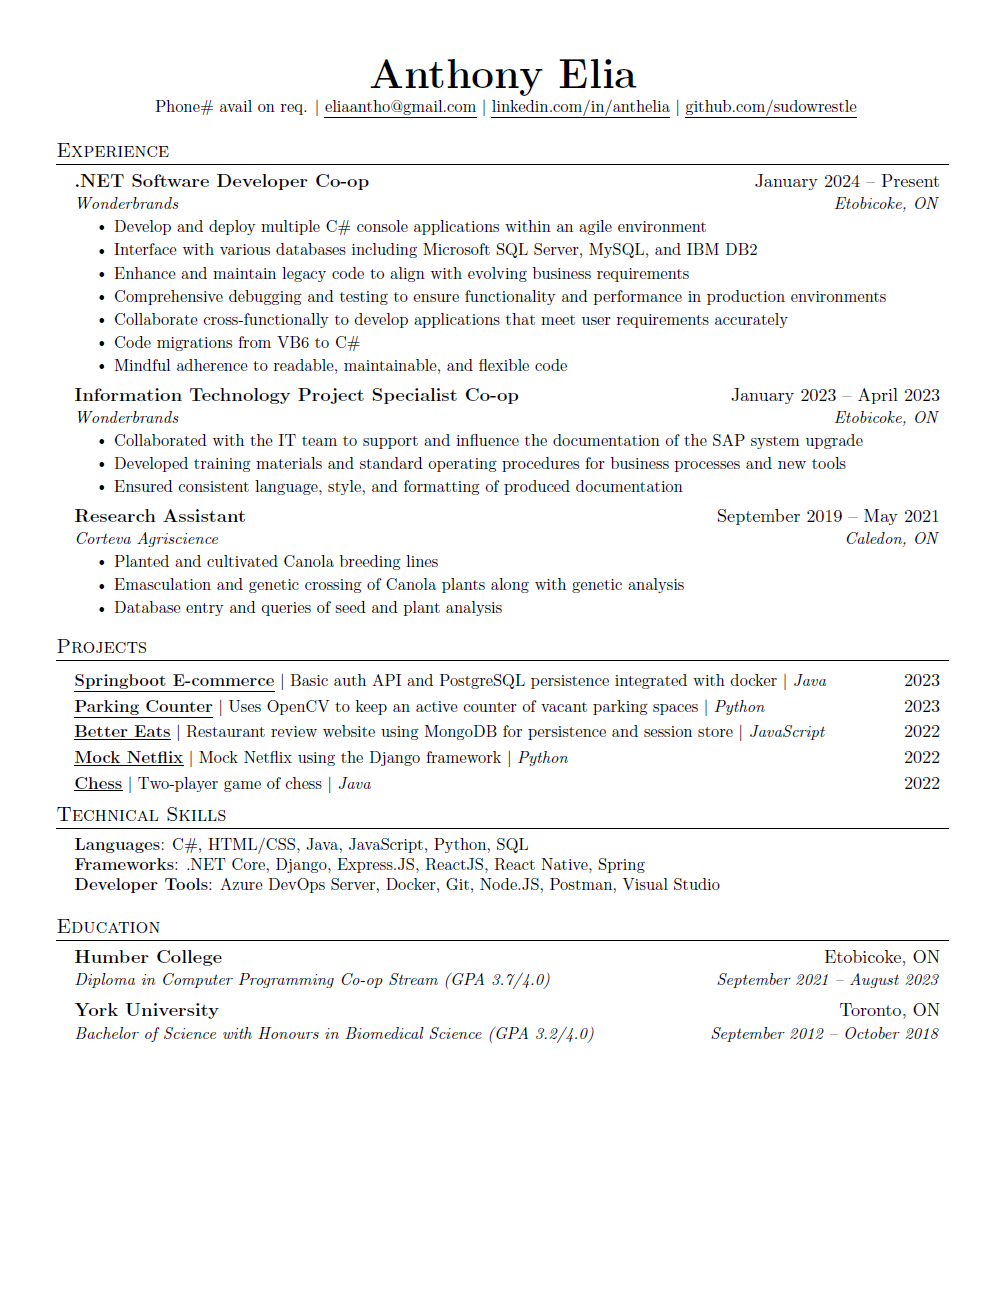 Anthony Elia
Phone# avail on req. | eliaantho@gmail.com | linkedin.com/in/anthelia | github.com/sudowrestle
Experience
.NET Software Developer Co-op January 2024 – Present
Wonderbrands Etobicoke, ON
• Develop and deploy multiple C# console applications within an agile environment
• Interface with various databases including Microsoft SQL Server, MySQL, and IBM DB2
• Enhance and maintain legacy code to align with evolving business requirements
• Comprehensive debugging and testing to ensure functionality and performance in production environments
• Collaborate cross-functionally to develop applications that meet user requirements accurately
• Code migrations from VB6 to C#
• Mindful adherence to readable, maintainable, and flexible code
Information Technology Project Specialist Co-op January 2023 – April 2023
Wonderbrands Etobicoke, ON
• Collaborated with the IT team to support and influence the documentation of the SAP system upgrade
• Developed training materials and standard operating procedures for business processes and new tools
• Ensured consistent language, style, and formatting of produced documentation
Research Assistant September 2019 – May 2021
Corteva Agriscience Caledon, ON
• Planted and cultivated Canola breeding lines
• Emasculation and genetic crossing of Canola plants along with genetic analysis
• Database entry and queries of seed and plant analysis
Projects
Springboot E-commerce | Basic auth API and PostgreSQL persistence integrated with docker | Java 2023
Parking Counter | Uses OpenCV to keep an active counter of vacant parking spaces | Python 2023
Better Eats | Restaurant review website using MongoDB for persistence and session store | JavaScript 2022
Mock Netflix | Mock Netflix using the Django framework | Python 2022
Chess | Two-player game of chess | Java 2022
Technical Skills
Languages: C#, HTML/CSS, Java, JavaScript, Python, SQL
Frameworks: .NET Core, Django, Express.JS, ReactJS, React Native, Spring
Developer Tools: Azure DevOps Server, Docker, Git, Node.JS, Postman, Visual Studio
Education
Humber College Etobicoke, ON
Diploma in Computer Programming Co-op Stream (GPA 3.7/4.0) September 2021 – August 2023
York University Toronto, ON
Bachelor of Science with Honours in Biomedical Science (GPA 3.2/4.0) September 2012 – October 2018